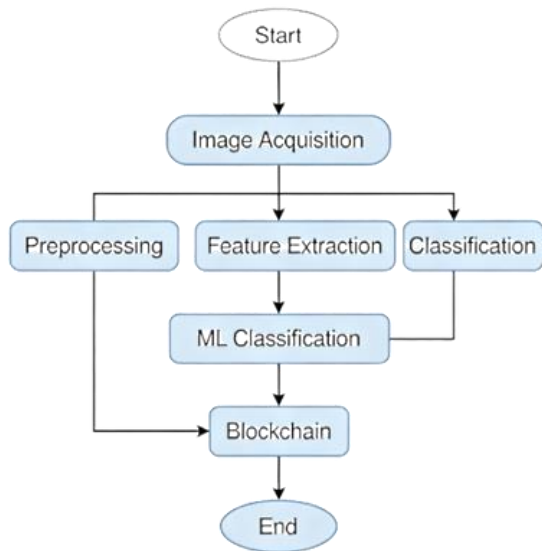 Start
Image Acquisition
Preprocessing
Feature Extraction
Classification
ML Classification
Blockchain
End